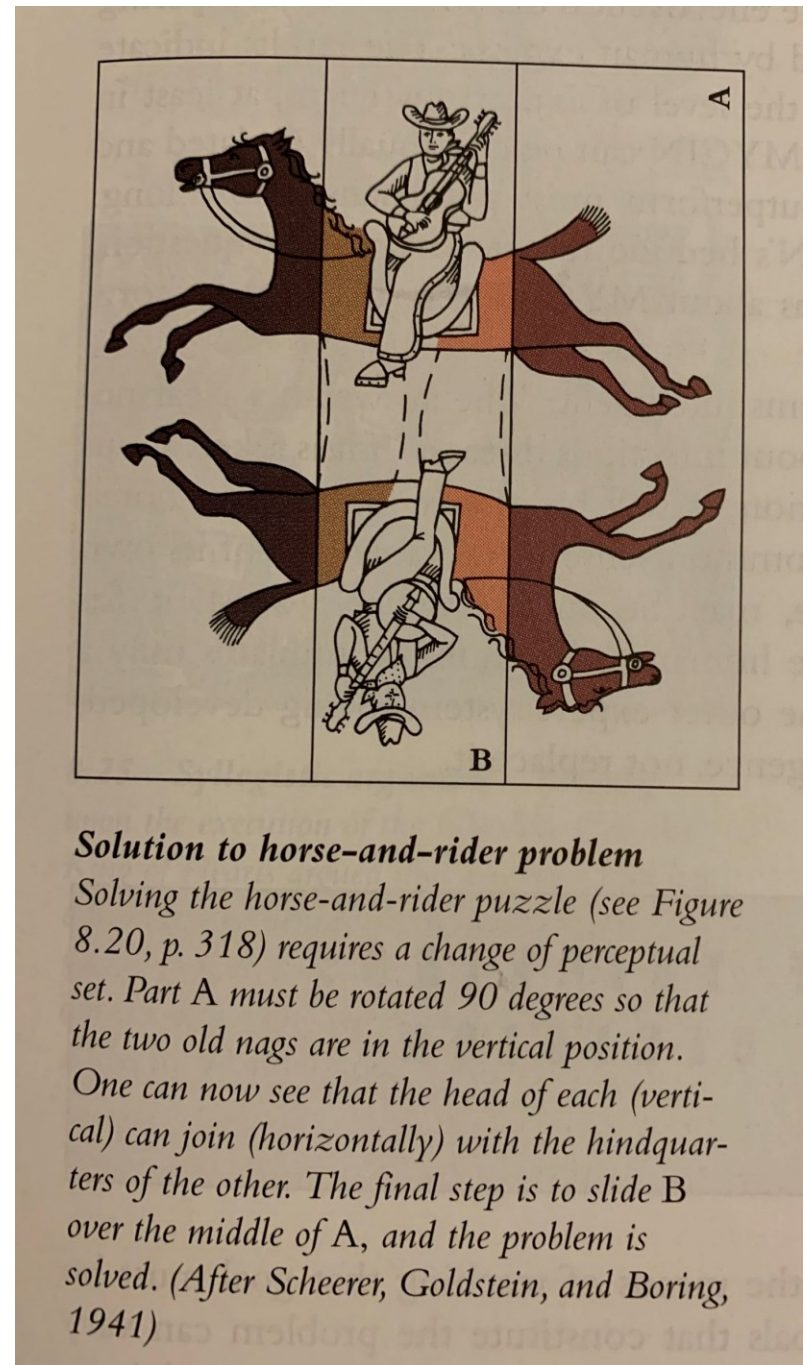 A
B
Solution to horse-and-rider problem
Solving the horse-and-rider puzzle (see Figure
8.20, p. 318) requires a change of perceptual
set. Part A must be rotated 90 degrees so that
the two old nags are in the vertical position.
One can now see that the head of each (verti-
cal) can join (horizontally) with the hindquar-
ters of the other. The final step is to slide B
over the middle of A, and the problem is
solved. (After Scheerer, Goldstein, and Boring,
1941)